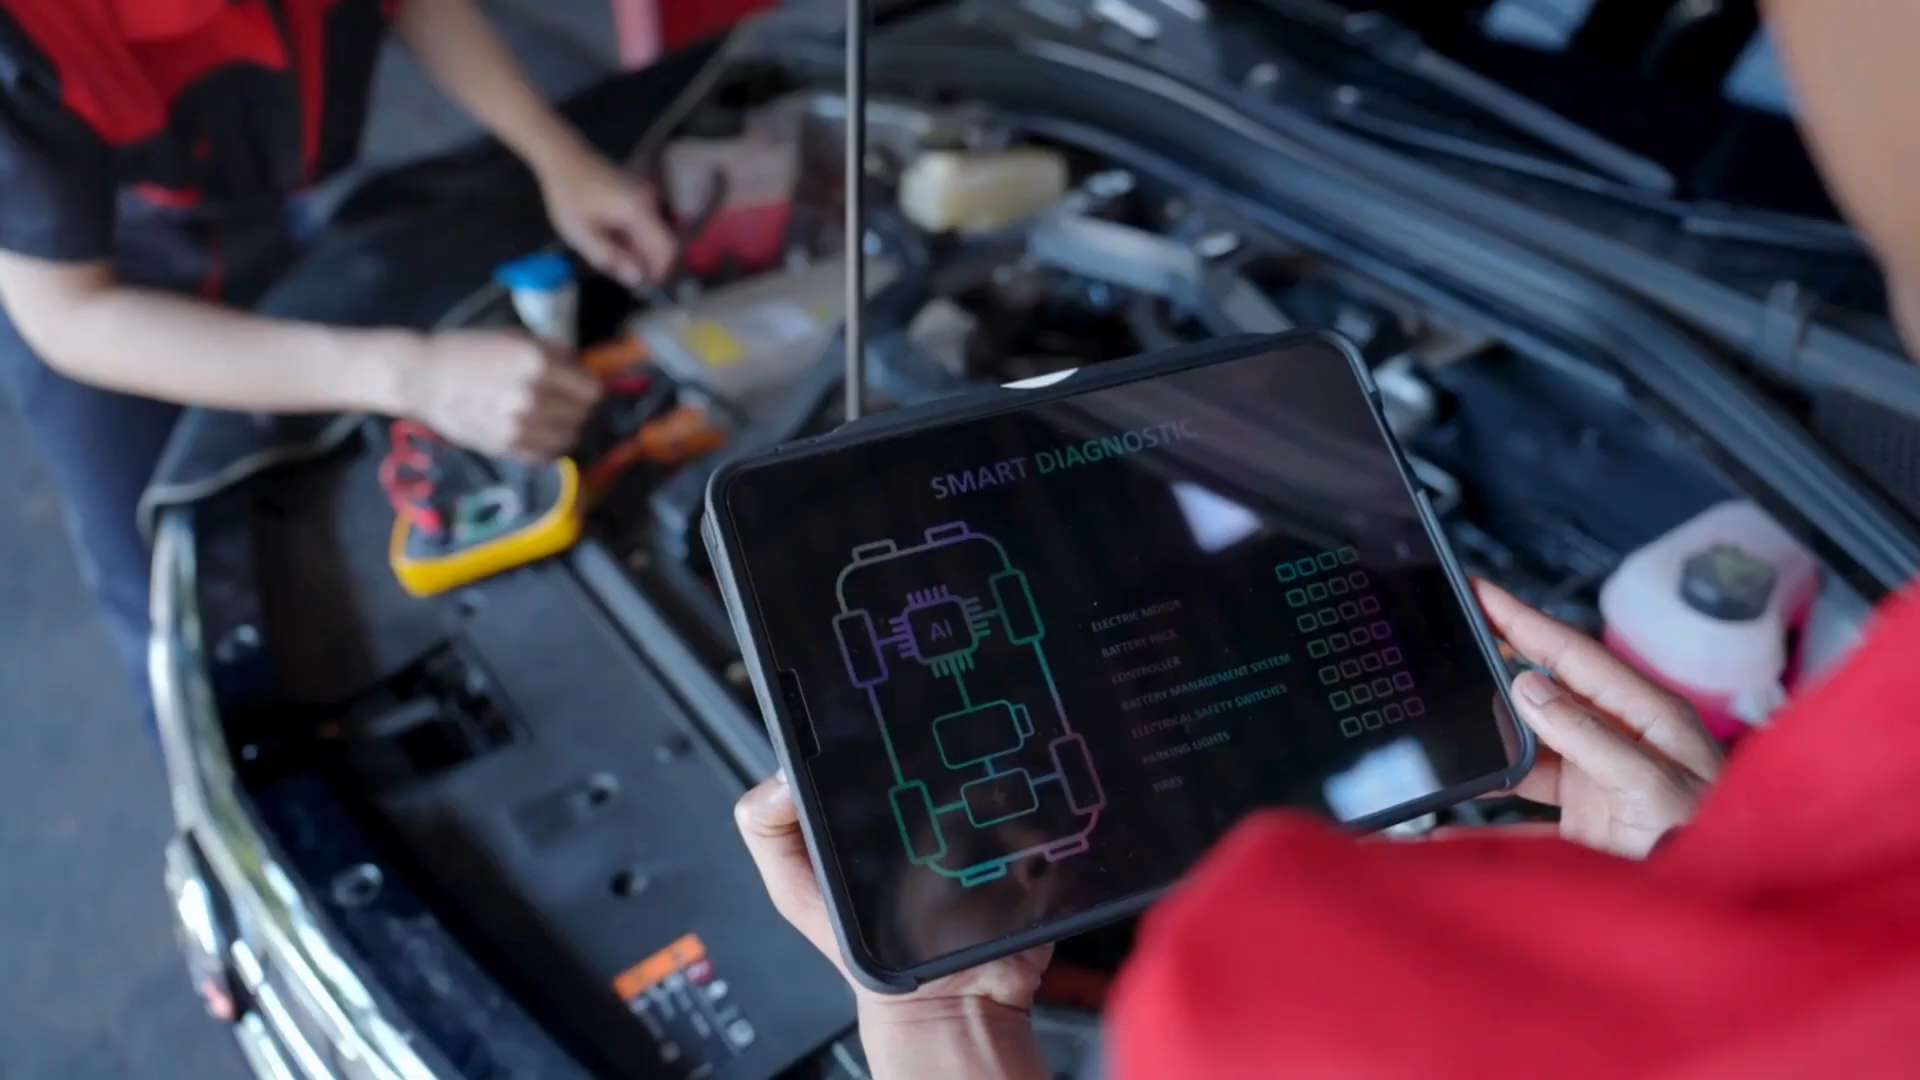 SMART DIAGNOSTIC
AI
ELECTRIC MOTOR
BATTERY PACK
CONTROLLER
BATTERY MANAGEMENT SYSTEM
ELECTRICAL SAFETY SWITCHES
PARKING LIGHTS
TIRES